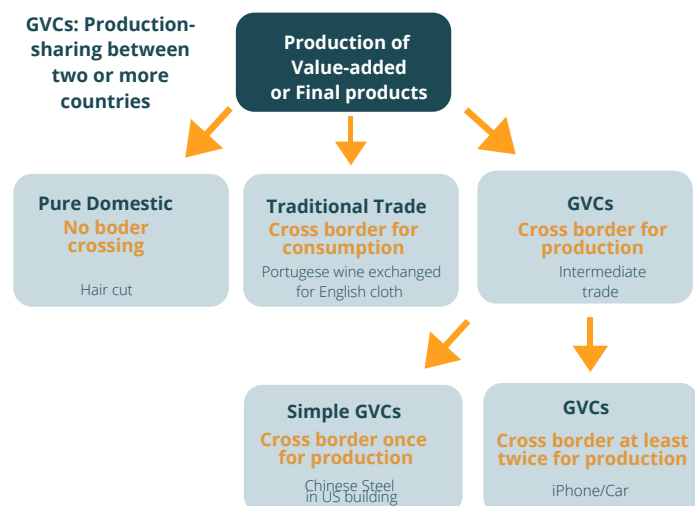 GVCs: Production-
sharing between
two or more
countries
Production of
Value-added
or Final products
Pure Domestic
No boder
crossing
Hair cut
Traditional Trade
Cross border for
consumption
Portugese wine exchanged
for English cloth
GVCs
Cross border for
production
Intermediate
trade
Simple GVCs
Cross border once
for production
Chinese Steel
in US building
GVCs
Cross border at least
twice for production
iPhone/Car